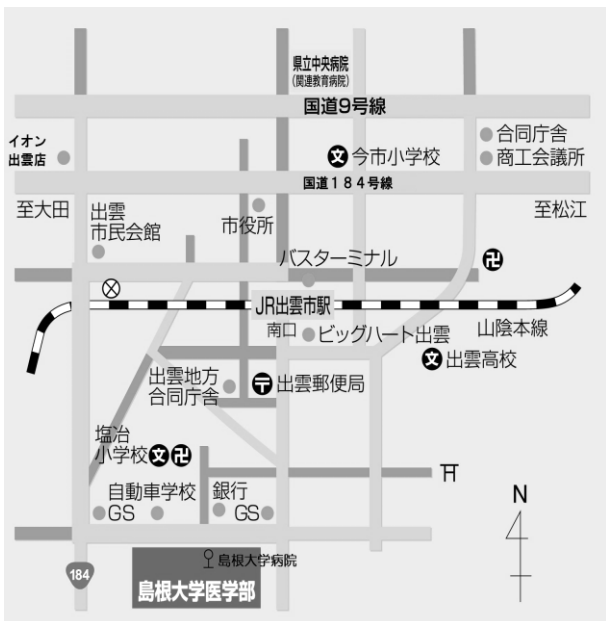 県立中央病院
(関連教育病院)
国道9号線
イオン
出雲店
合同庁舎
文
今市小学校
商工会議所
国道184号線
至大田
出雲
市民会館
市役所
至松江
バスターミナル
卍
JR出雲市駅
南口
ビッグハート出雲
山陰本線
文
出雲高校
出雲地方
合同庁舎
〒
出雲郵便局
塩冶
小学校
文
卍
自動車学校
銀行
GS
GS
N
島根大学病院
184
島根大学医学部